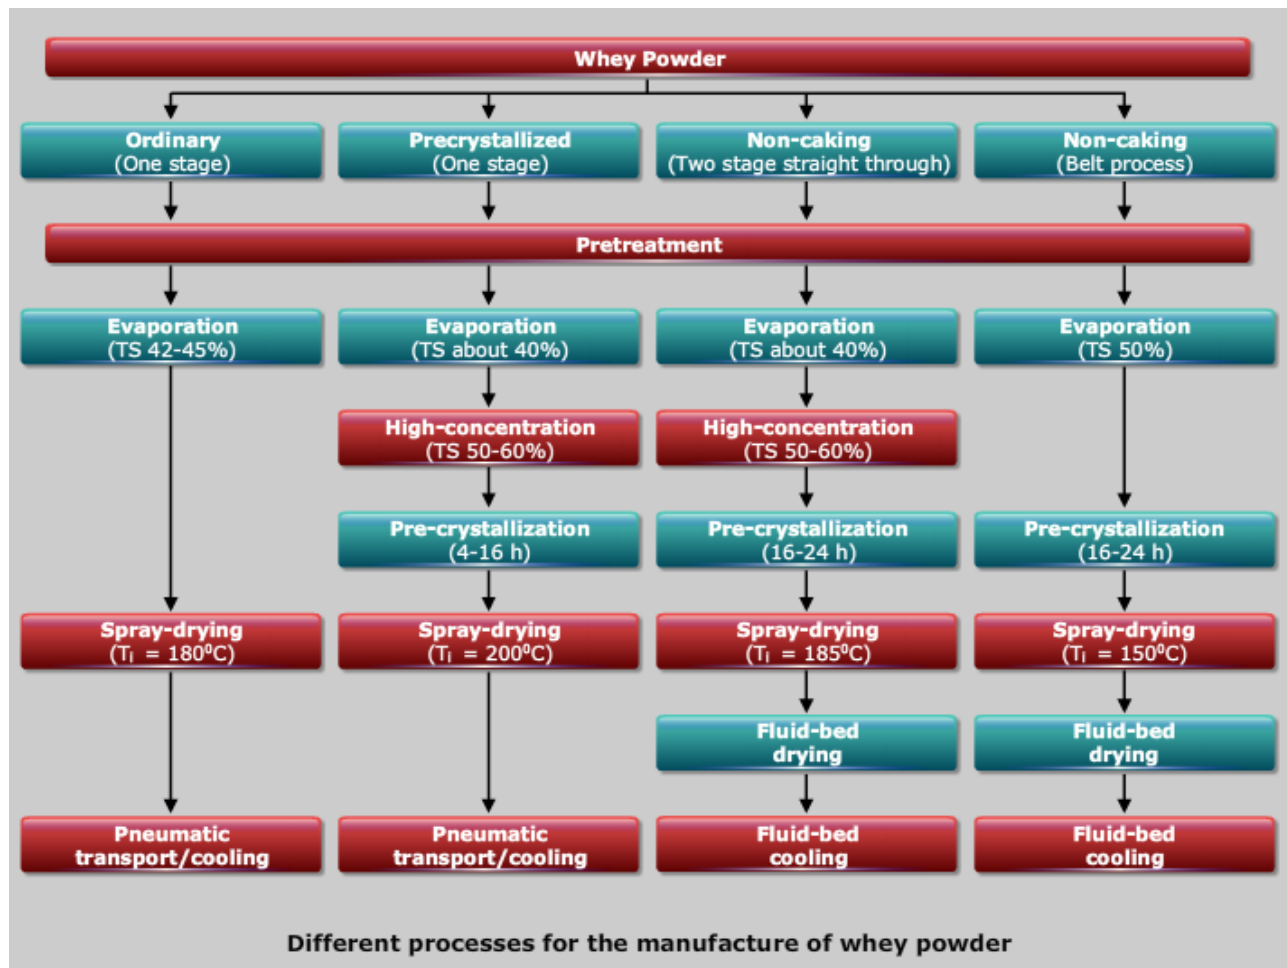 Whey Powder
Ordinary
(One stage)
Precrystallized
(One stage)
Non-caking
(Two stage straight through)
Non-caking
(Belt process)
Pretreatment
Evaporation
(TS 42-45%)
Evaporation
(TS about 40%)
Evaporation
(TS about 40%)
Evaporation
(TS 50%)
High-concentration
(TS 50-60%)
High-concentration
(TS 50-60%)
Pre-crystallization
(4-16 h)
Pre-crystallization
(16-24 h)
Pre-crystallization
(16-24 h)
Spray-drying
(Tᵢ = 180⁰C)
Spray-drying
(Tᵢ = 200⁰C)
Spray-drying
(Tᵢ = 185⁰C)
Spray-drying
(Tᵢ = 150⁰C)
Fluid-bed
drying
Fluid-bed
drying
Pneumatic
transport/cooling
Pneumatic
transport/cooling
Fluid-bed
cooling
Fluid-bed
cooling
Different processes for the manufacture of whey powder